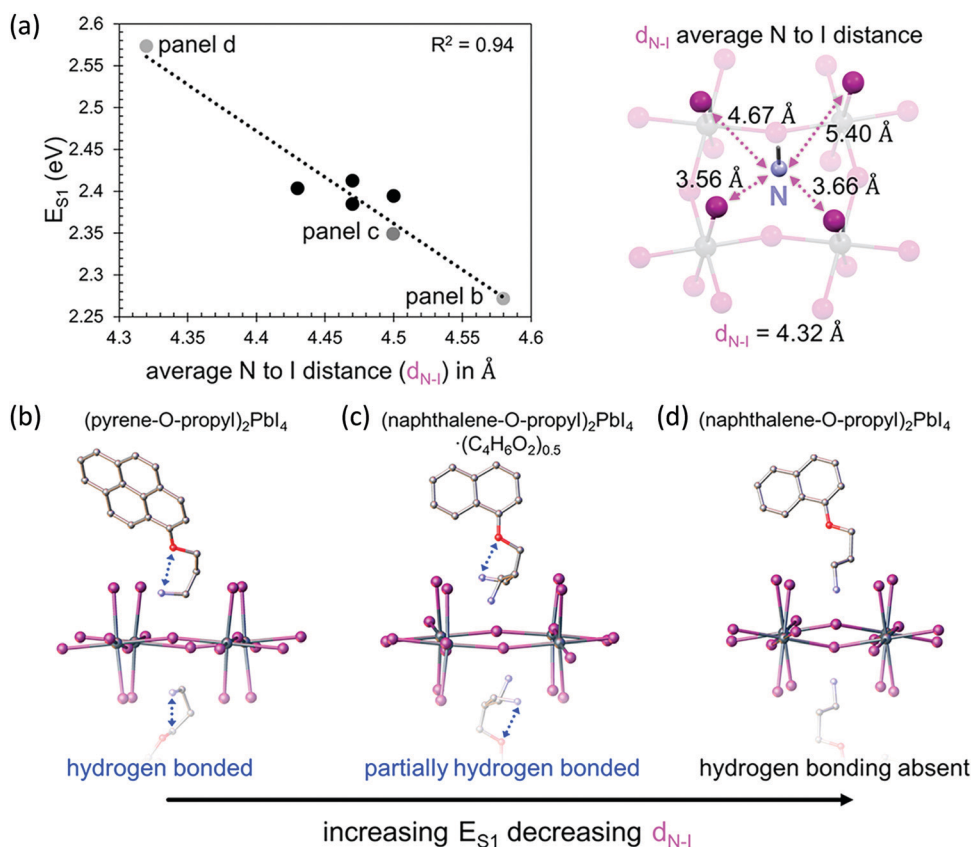 (a)
2.6
2.55
2.5
2.45
2.4
2.35
2.3
2.25
E_S1 (eV)
panel d
R² = 0.94
panel c
panel b
4.3 4.35 4.4 4.45 4.5 4.55 4.6
average N to I distance (d_N-I) in Å
d_N-I average N to I distance
4.67 Å
5.40 Å
3.56 Å
3.66 Å
N
d_N-I = 4.32 Å
(b)
(pyrene-O-propyl)₂PbI₄
hydrogen bonded
(c)
(naphthalene-O-propyl)₂PbI₄
·(C₄H₆O₂)₀.₅
partially hydrogen bonded
(d)
(naphthalene-O-propyl)₂PbI₄
hydrogen bonding absent
increasing E_S1 decreasing d_N-I